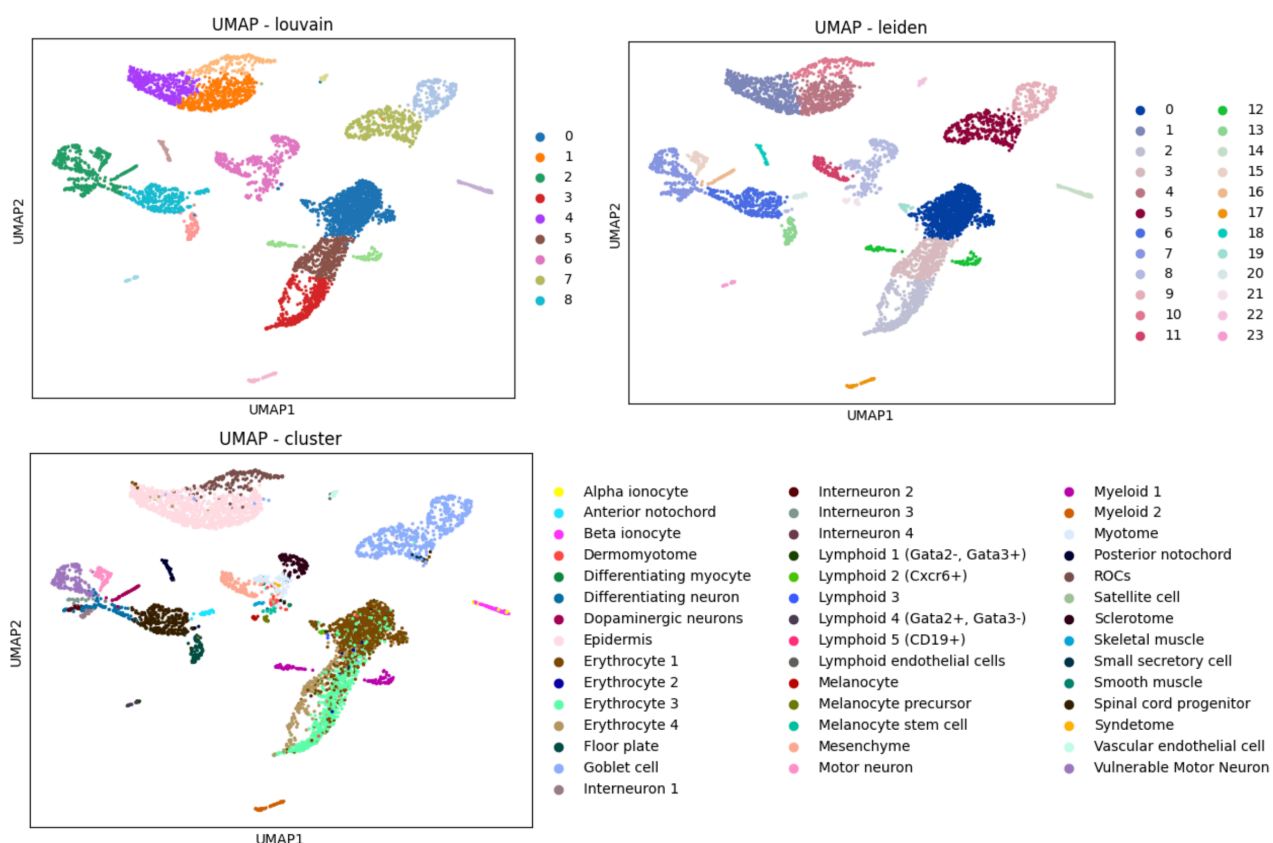 UMAP - louvain
UMAP2
UMAP1
0
1
2
3
4
5
6
7
8
UMAP - leiden
UMAP2
UMAP1
0 12
1 13
2 14
3 15
4 16
5 17
6 18
7 19
8 20
9 21
10 22
11 23
UMAP - cluster
UMAP2
UMAP1
Alpha ionocyte Interneuron 2 Myeloid 1
Anterior notochord Interneuron 3 Myeloid 2
Beta ionocyte Interneuron 4 Myotome
Dermomyotome Lymphoid 1 (Gata2-, Gata3+) Posterior notochord
Differentiating myocyte Lymphoid 2 (Cxcr6+) ROCs
Differentiating neuron Lymphoid 3 Satellite cell
Dopaminergic neurons Lymphoid 4 (Gata2+, Gata3-) Sclerotome
Epidermis Lymphoid 5 (CD19+) Skeletal muscle
Erythrocyte 1 Lymphoid endothelial cells Small secretory cell
Erythrocyte 2 Melanocyte Smooth muscle
Erythrocyte 3 Melanocyte precursor Spinal cord progenitor
Erythrocyte 4 Melanocyte stem cell Syndetome
Floor plate Mesenchyme Vascular endothelial cell
Goblet cell Motor neuron Vulnerable Motor Neuron
Interneuron 1